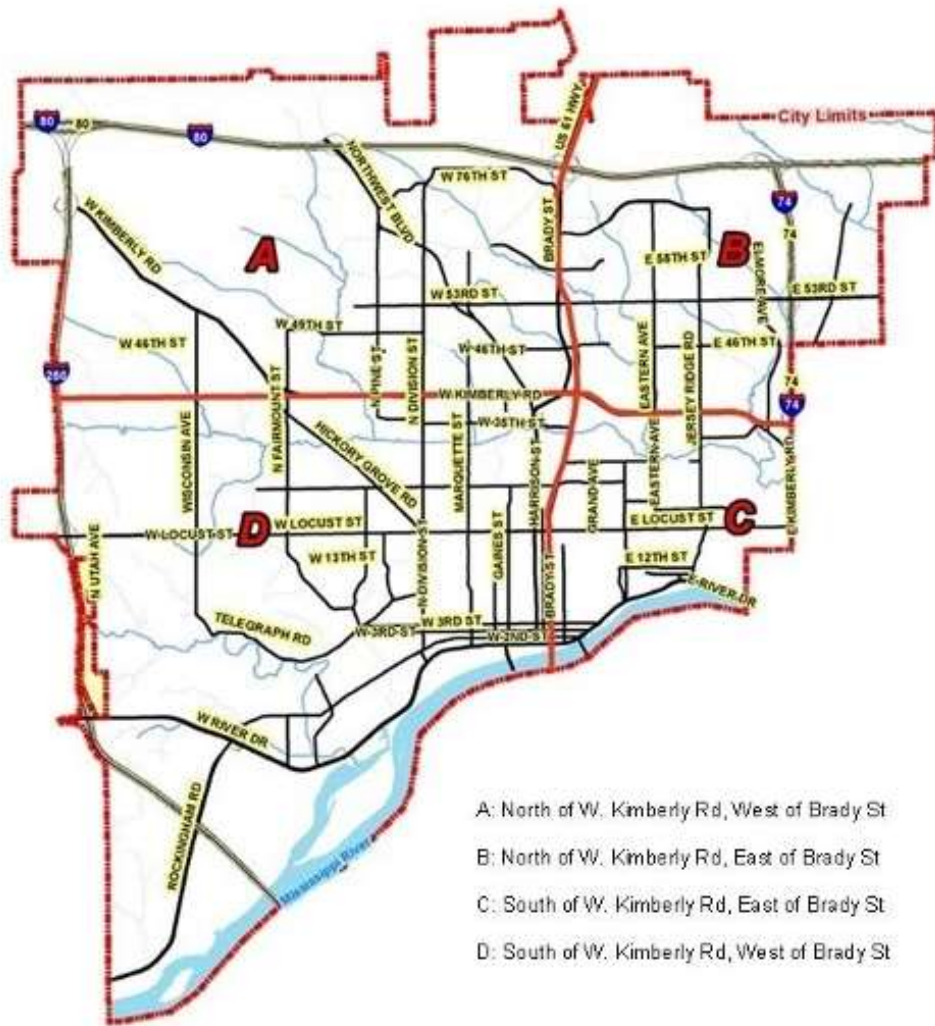 US 61 HWY
City Limits
80
80
80
NORTHWEST BLVD
W 76TH ST
74
74
W KIMBERLY RD
A
BRADY ST
E 58TH ST
B
ELMORE AVE
W 53RD ST
E 53RD ST
W 49TH ST
W 46TH ST
W 46TH ST
E 46TH ST
280
N PINE ST
N DIVISION ST
EASTERN AVE
JERSEY RIDGE RD
74
74
W KIMBERLY RD
W 35TH ST
WISCONSIN AVE
N FAIRMOUNT ST
HICKORY GROVE RD
MARQUETTE ST
HARRISON ST
GRAND AVE
EASTERN AVE
E KIMBERLY RD
W LOCUST ST
D
W LOCUST ST
E LOCUST ST
C
N UTAH AVE
W 13TH ST
N DIVISION ST
GAINES ST
BRADY ST
E 12TH ST
E RIVER DR
TELEGRAPH RD
W 3RD ST
W 3RD ST
W 2ND ST
W RIVER DR
ROCKINGHAM RD
Mississippi River
A: North of W. Kimberly Rd, West of Brady St
B: North of W. Kimberly Rd, East of Brady St
C: South of W. Kimberly Rd, East of Brady St
D: South of W. Kimberly Rd, West of Brady St